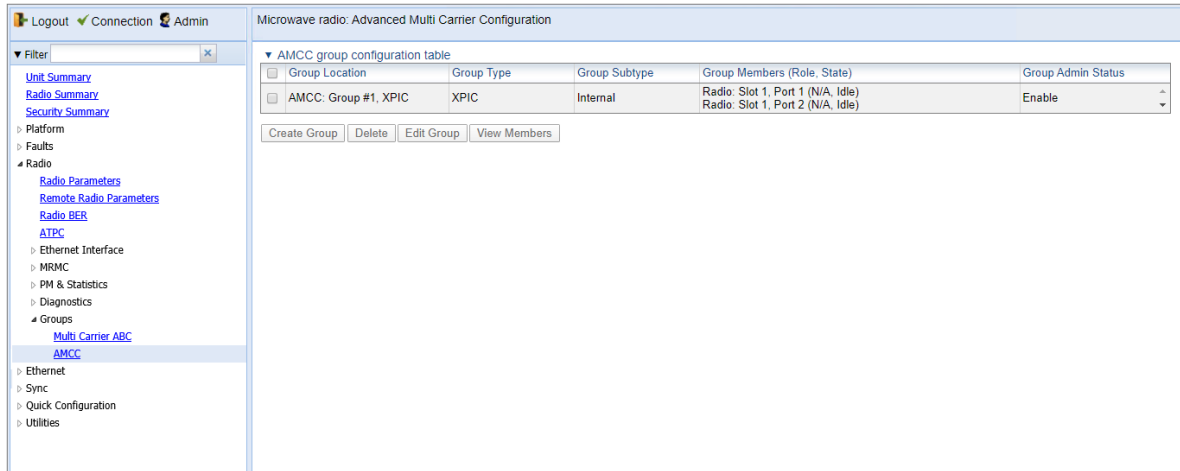 Logout Connection Admin
Filter
Unit Summary
Radio Summary
Security Summary
Platform
Faults
Radio
Radio Parameters
Remote Radio Parameters
Radio BER
ATPC
Ethernet Interface
MRMC
PM & Statistics
Diagnostics
Groups
Multi Carrier ABC
AMCC
Ethernet
Sync
Quick Configuration
Utilities
Microwave radio: Advanced Multi Carrier Configuration
AMCC group configuration table
Group Location Group Type Group Subtype Group Members (Role, State) Group Admin Status
AMCC: Group #1, XPIC XPIC Internal Radio: Slot 1, Port 1 (N/A, Idle) Enable
Radio: Slot 1, Port 2 (N/A, Idle)
Create Group Delete Edit Group View Members